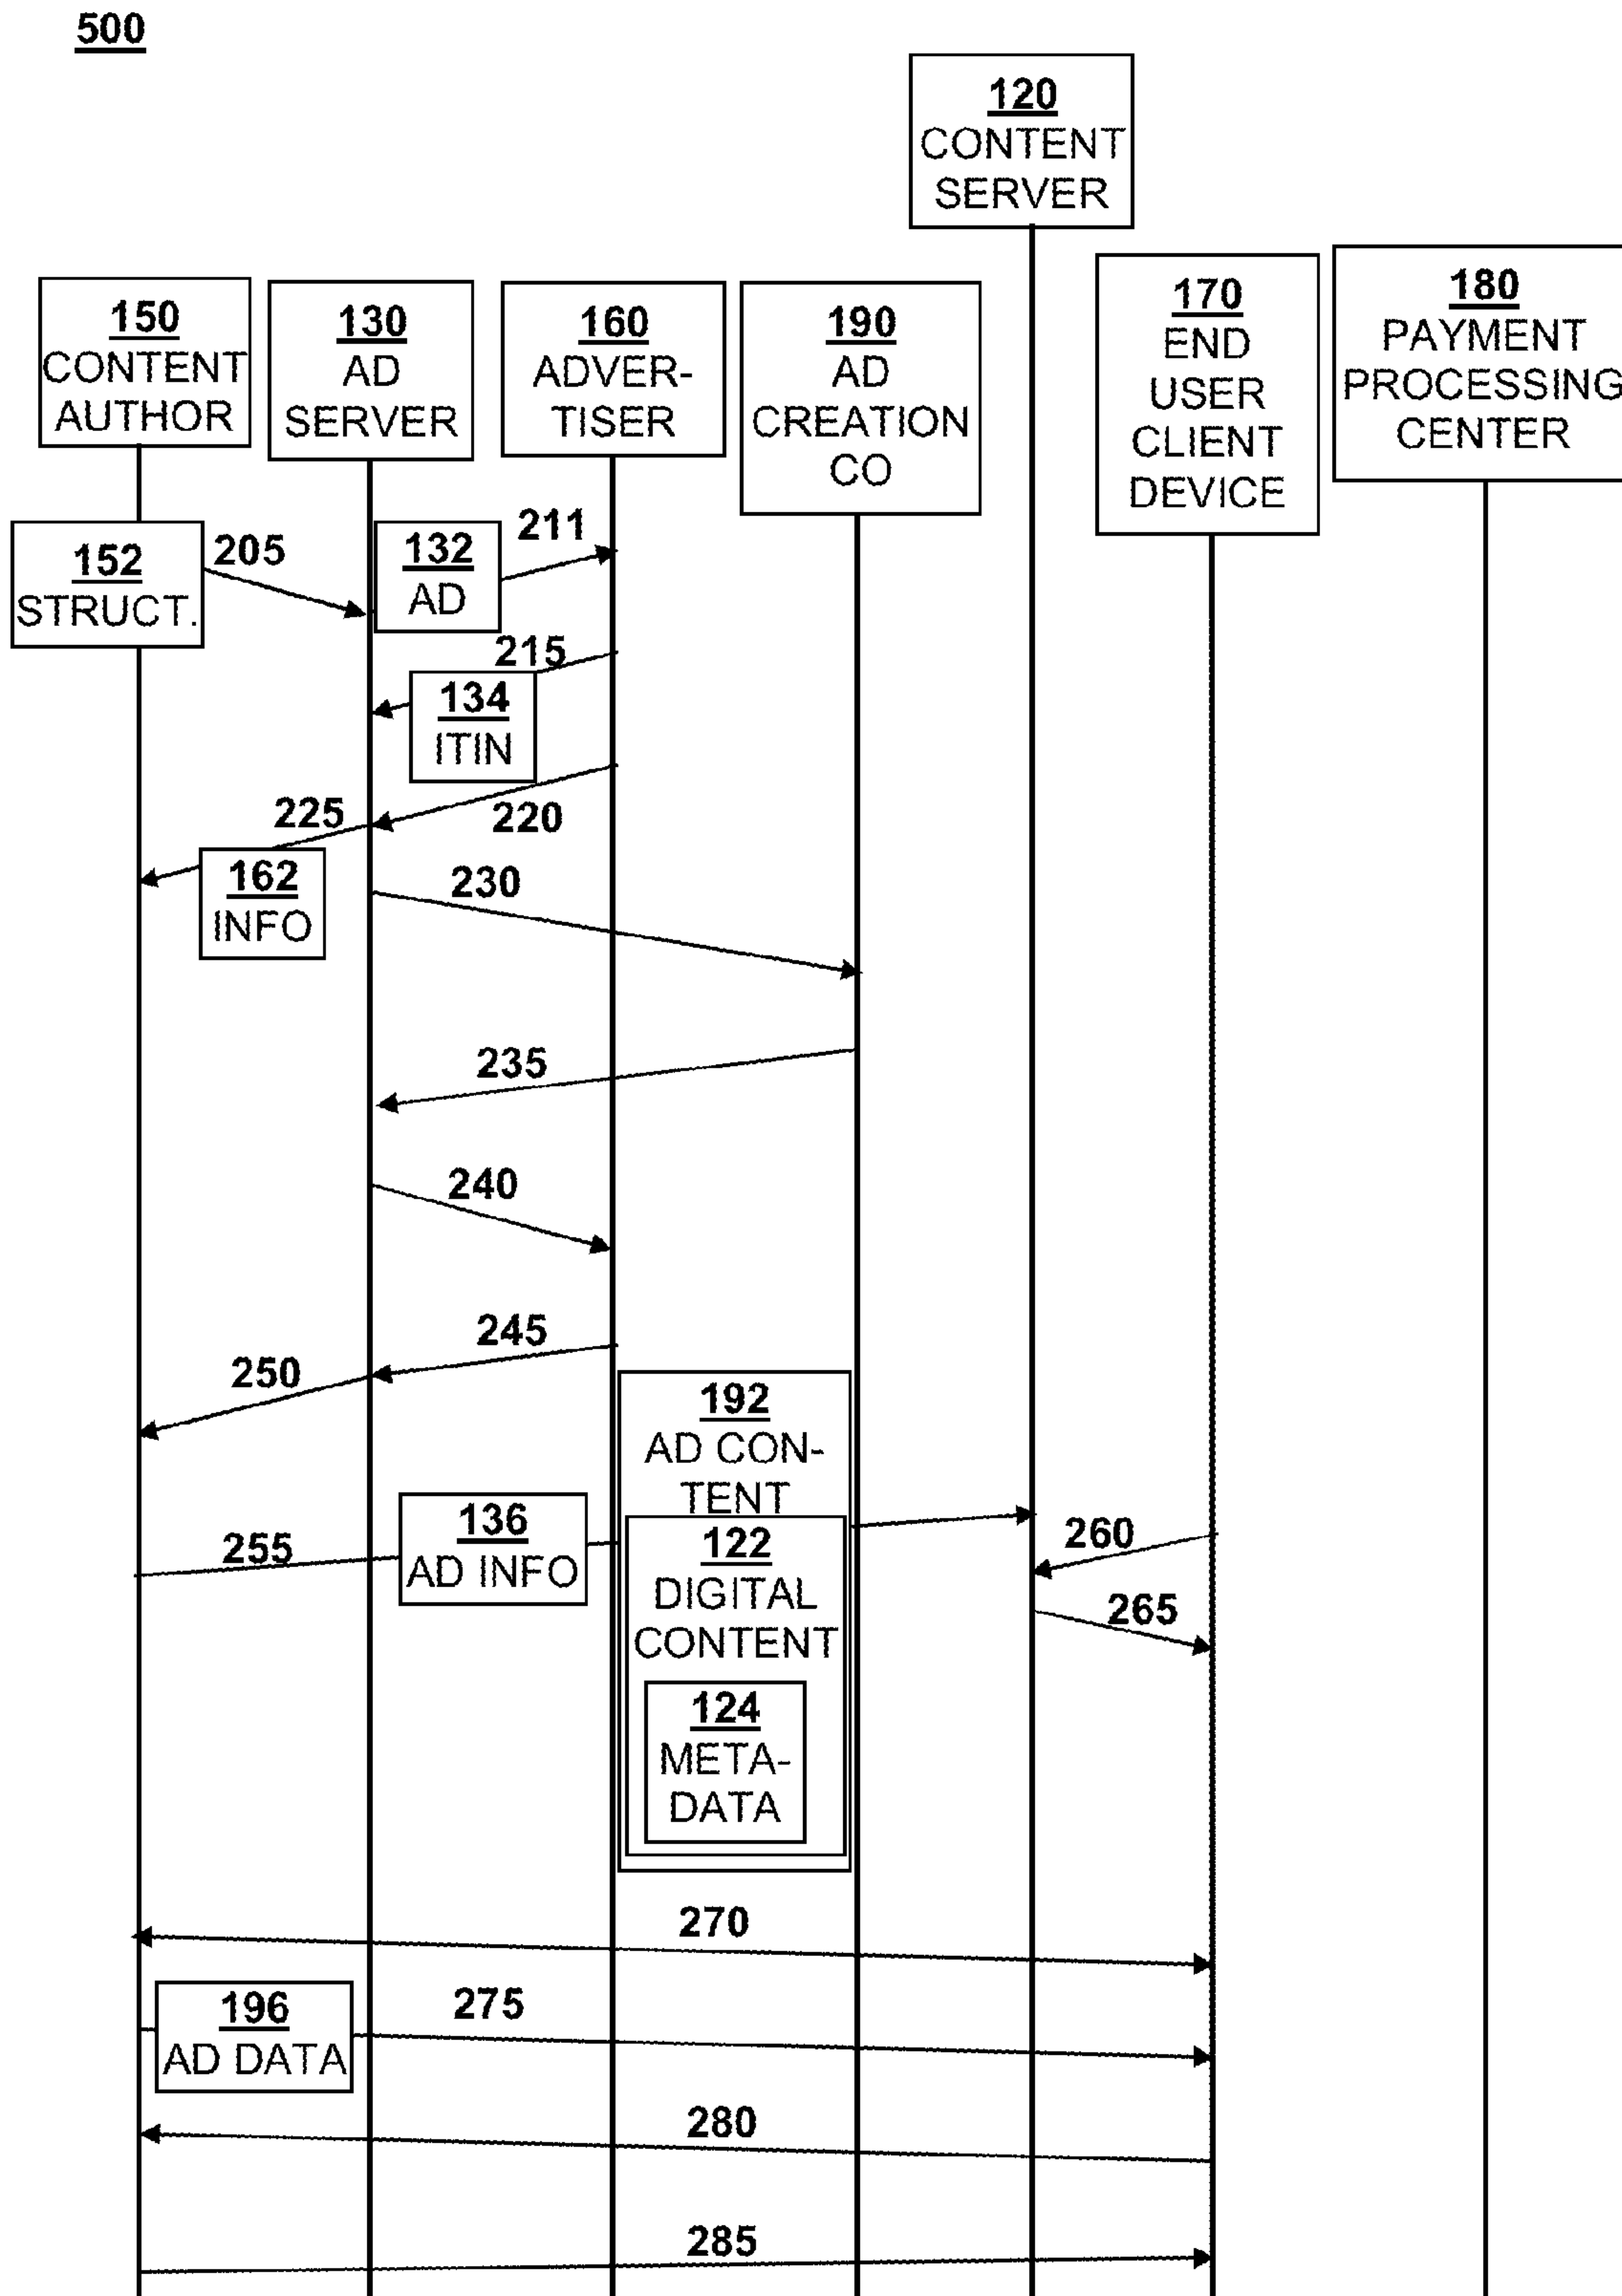 500
120
CONTENT
SERVER
150
CONTENT
AUTHOR
130
AD
SERVER
160
ADVER-
TISER
190
AD
CREATION
CO
170
END
USER
CLIENT
DEVICE
180
PAYMENT
PROCESSING
CENTER
152
STRUCT.
205
132
AD
211
215
134
ITIN
220
225
162
INFO
230
235
240
245
250
192
AD CON-
TENT
122
DIGITAL
CONTENT
124
META-
DATA
136
AD INFO
255
260
265
270
196
AD DATA
275
280
285